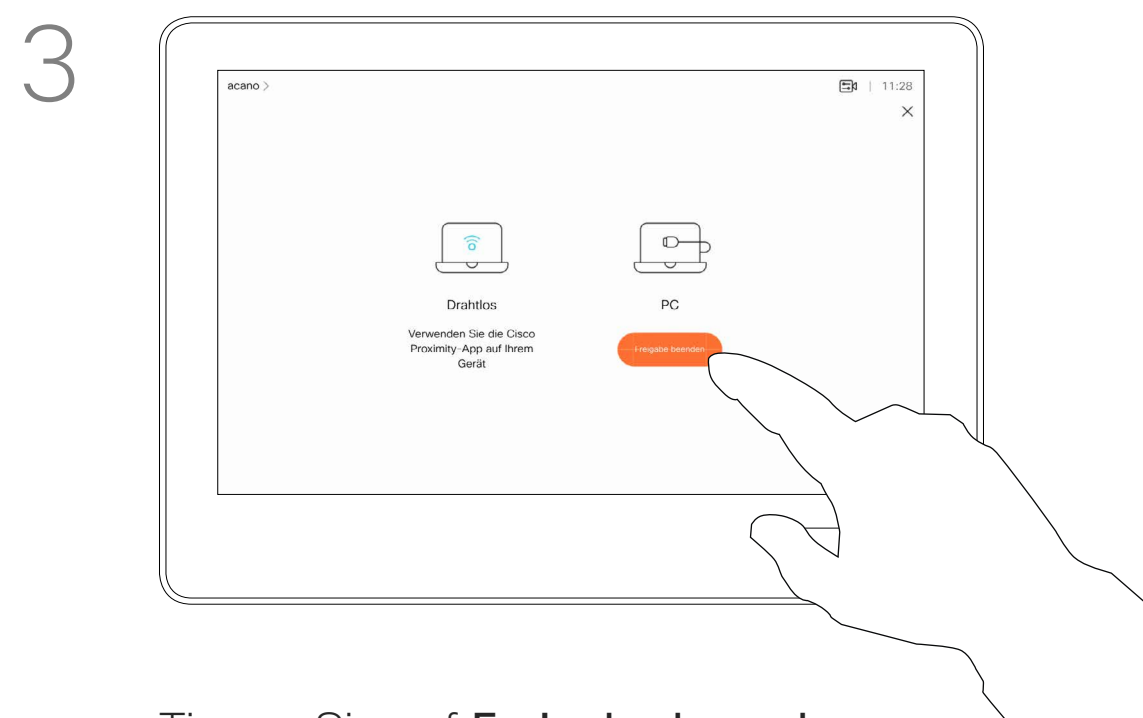 3
acano >
| 11:28
Drahtlos
Verwenden Sie die Cisco
Proximity-App auf Ihrem
Gerät
PC
Freigabe beenden